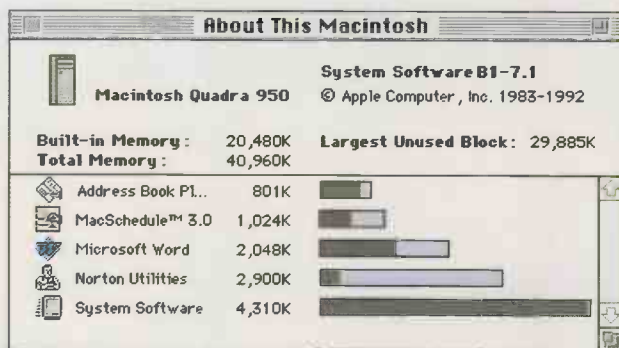 About This Macintosh
System Software B1-7.1
Macintosh Quadra 950
© Apple Computer, Inc. 1983-1992
Built-in Memory: 20,480K Largest Unused Block: 29,885K
Total Memory: 40,960K
Address Book Pl... 801K
MacSchedule™ 3.0 1,024K
Microsoft Word 2,048K
Norton Utilities 2,900K
System Software 4,310K